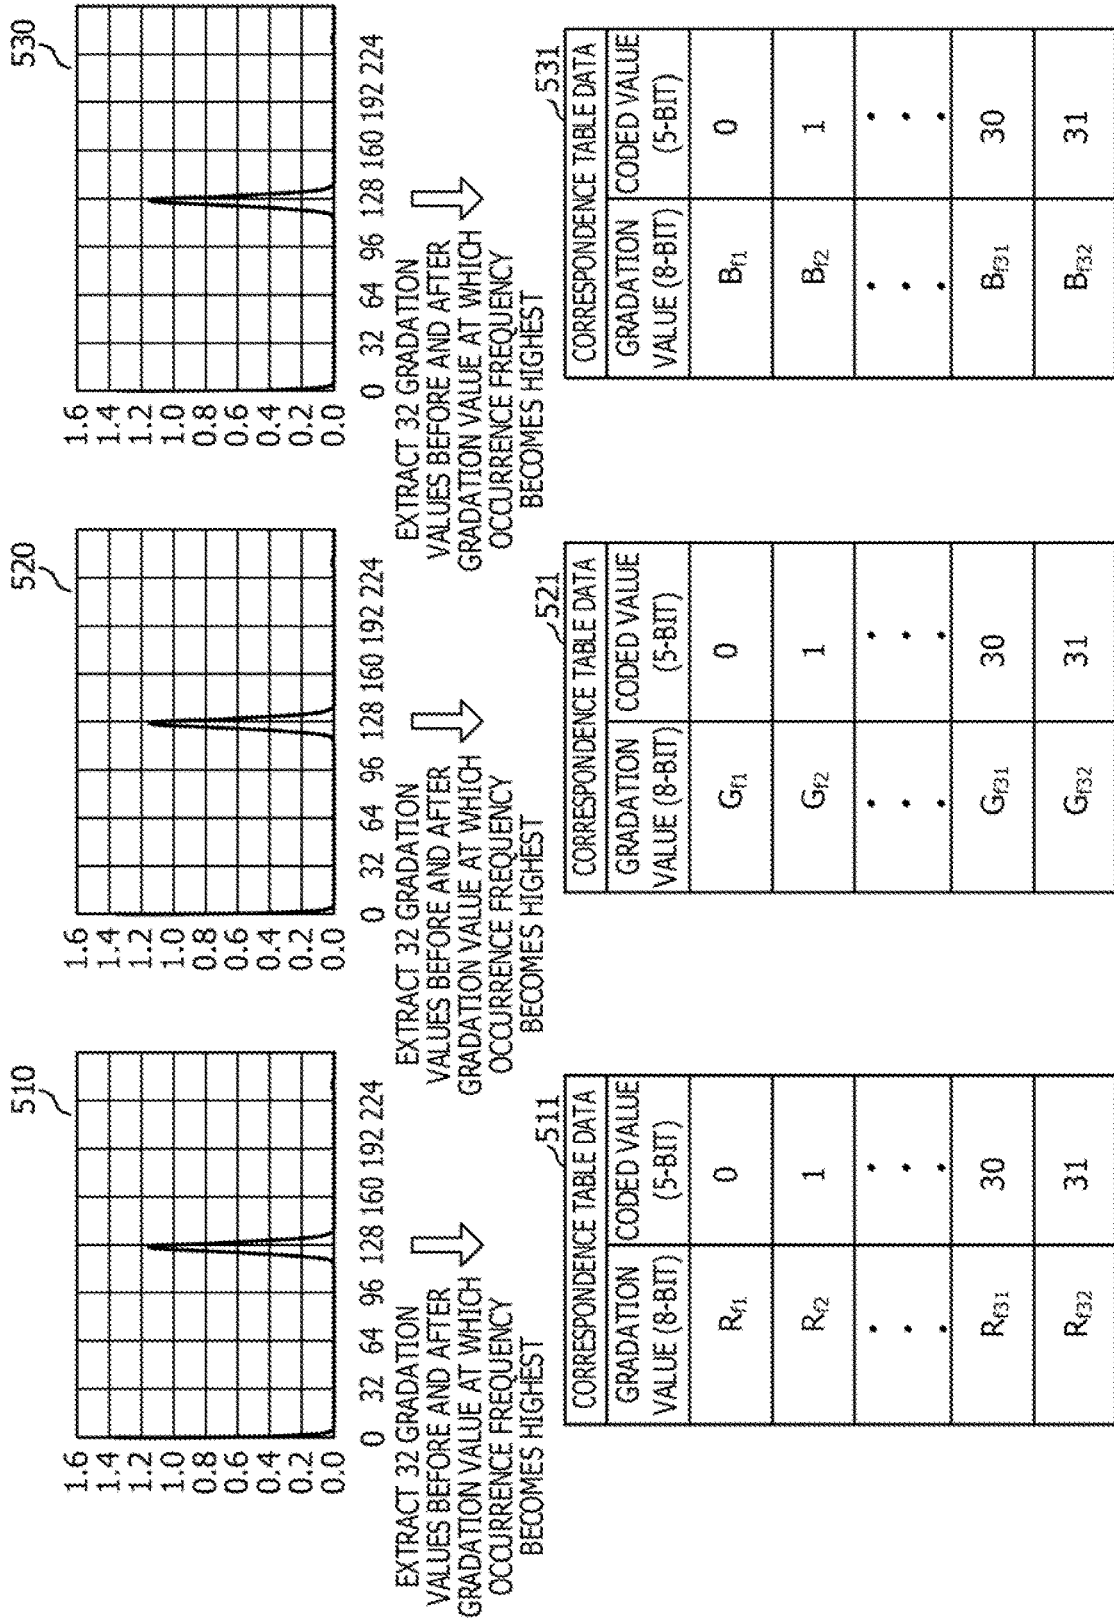 510
1.6
1.4
1.2
1.0
0.8
0.6
0.4
0.2
0.0
0 32 64 96 128 160 192 224
EXTRACT 32 GRADATION
VALUES BEFORE AND AFTER
GRADATION VALUE AT WHICH
OCCURRENCE FREQUENCY
BECOMES HIGHEST
511
CORRESPONDENCE TABLE DATA
GRADATION
VALUE (8-BIT)
CODED VALUE
(5-BIT)
Rf1 0
Rf2 1
• •
• •
• •
Rf31 30
Rf32 31
520
1.6
1.4
1.2
1.0
0.8
0.6
0.4
0.2
0.0
0 32 64 96 128 160 192 224
EXTRACT 32 GRADATION
VALUES BEFORE AND AFTER
GRADATION VALUE AT WHICH
OCCURRENCE FREQUENCY
BECOMES HIGHEST
521
CORRESPONDENCE TABLE DATA
GRADATION
VALUE (8-BIT)
CODED VALUE
(5-BIT)
Gf1 0
Gf2 1
• •
• •
• •
Gf31 30
Gf32 31
530
1.6
1.4
1.2
1.0
0.8
0.6
0.4
0.2
0.0
0 32 64 96 128 160 192 224
EXTRACT 32 GRADATION
VALUES BEFORE AND AFTER
GRADATION VALUE AT WHICH
OCCURRENCE FREQUENCY
BECOMES HIGHEST
531
CORRESPONDENCE TABLE DATA
GRADATION
VALUE (8-BIT)
CODED VALUE
(5-BIT)
Bf1 0
Bf2 1
• •
• •
• •
Bf31 30
Bf32 31